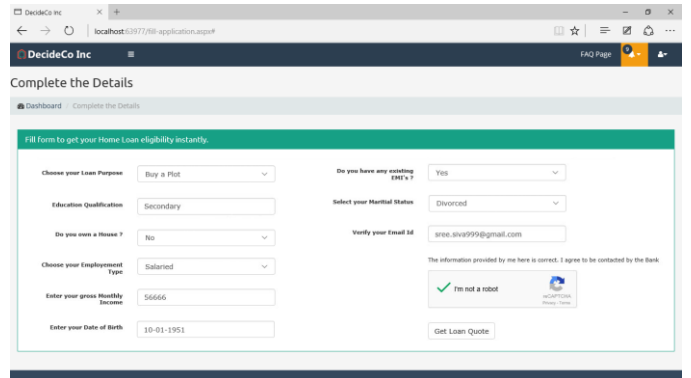 DecideCo Inc
localhost:63977/fill-application.aspx#
DecideCo Inc
FAQ Page
9
Complete the Details
Dashboard / Complete the Details
Fill form to get your Home Loan eligibility instantly.
Choose your Loan Purpose
Buy a Plot
Education Qualification
Secondary
Do you own a House ?
No
Choose your Employement
Type
Salaried
Enter your gross Monthly
Income
56666
Enter your Date of Birth
10-01-1951
Do you have any existing
EMI's ?
Yes
Select your Maritial Status
Divorced
Verify your Email Id
sree.siva999@gmail.com
The information provided by me here is correct. I agree to be contacted by the Bank
I'm not a robot
reCAPTCHA
Privacy - Terms
Get Loan Quote